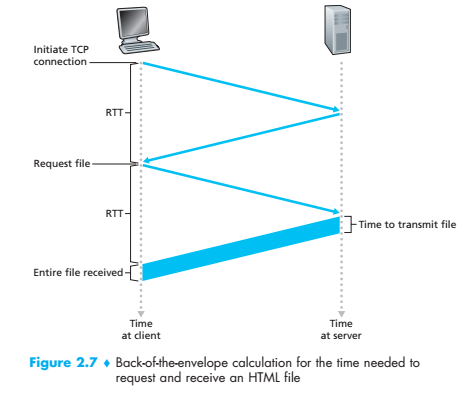 Initiate TCP
connection
RTT
Request file
RTT
Time to transmit file
Entire file received
Time
at client
Time
at server
Figure 2.7 ♦ Back-of-the-envelope calculation for the time needed to
request and receive an HTML file